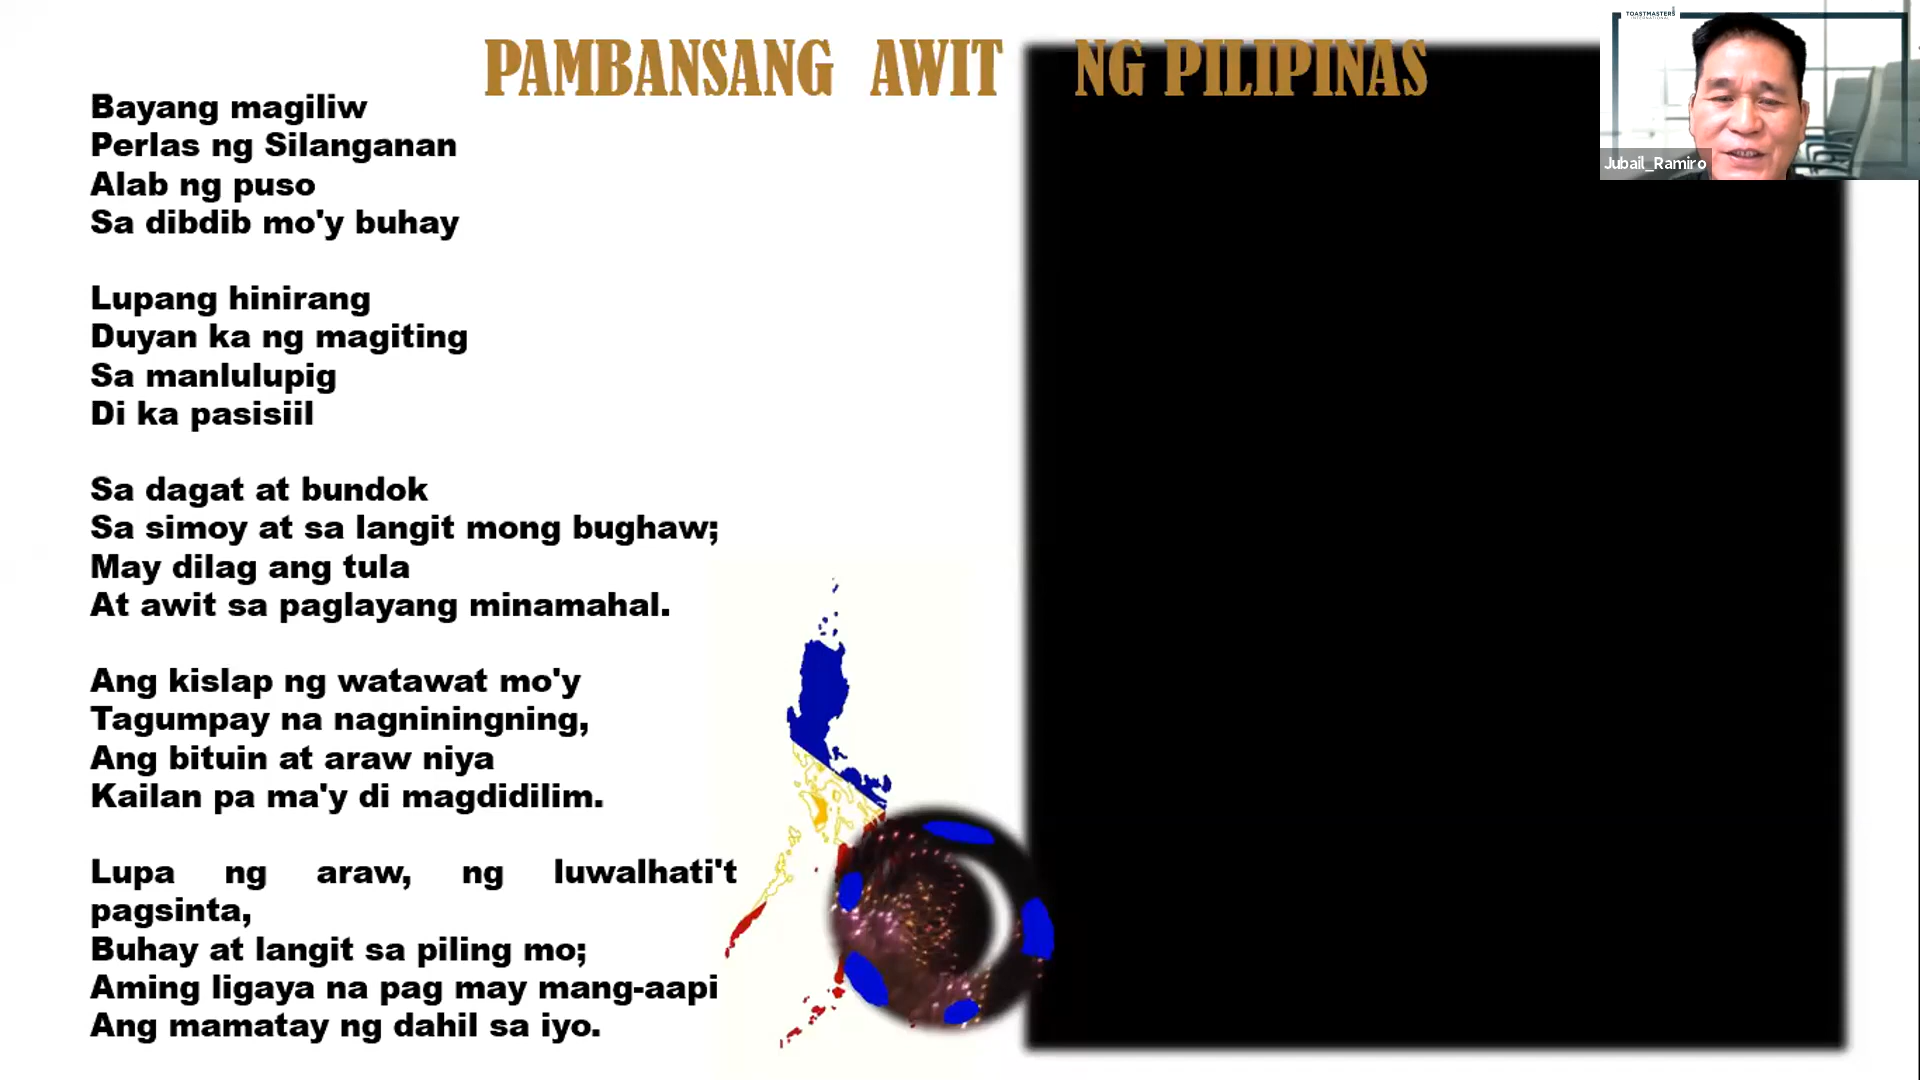 PAMBANSANG AWIT NG PILIPINAS
Bayang magiliw
Perlas ng Silanganan
Alab ng puso
Sa dibdib mo'y buhay
Lupang hinirang
Duyan ka ng magiting
Sa manlulupig
Di ka pasisiil
Sa dagat at bundok
Sa simoy at sa langit mong bughaw;
May dilag ang tula
At awit sa paglayang minamahal.
Ang kislap ng watawat mo'y
Tagumpay na nagniningning,
Ang bituin at araw niya
Kailan pa ma'y di magdidilim.
Lupa ng araw, ng luwalhati't
pagsinta,
Buhay at langit sa piling mo;
Aming ligaya na pag may mang-aapi
Ang mamatay ng dahil sa iyo.
TOASTMASTERS
INTERNATIONAL
Jubail_Ramiro